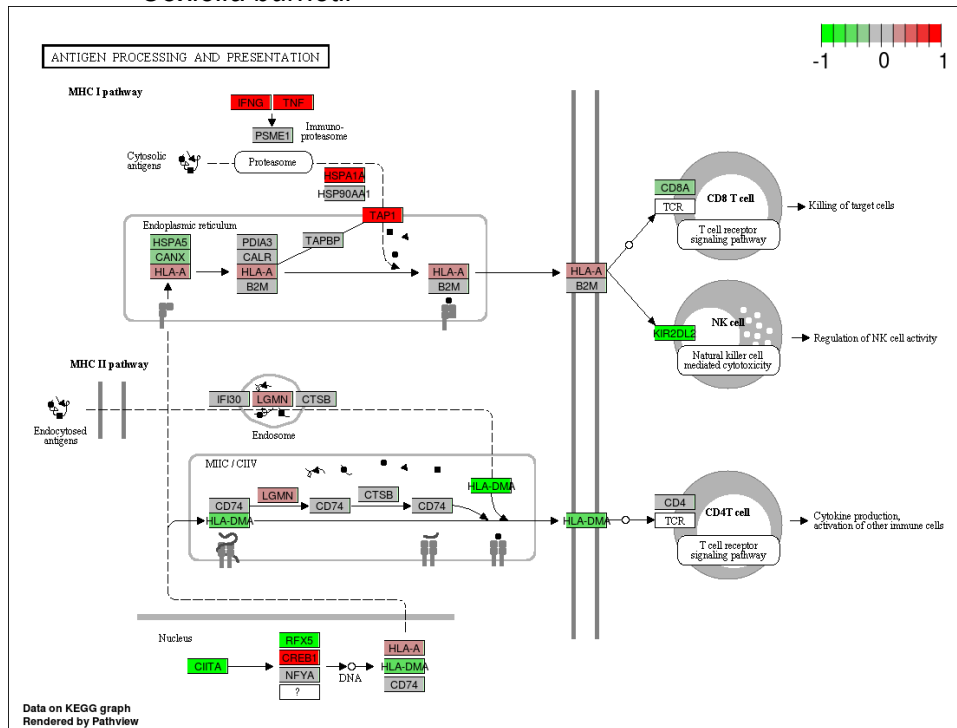 ANTIGEN PROCESSING AND PRESENTATION
-1 0 1
MHC I pathway
IFNG TNF
PSME1
Immuno-
proteasome
Cytosolic
antigens
Proteasome
HSPA1A
HSP90AA1
TAP1
Endoplasmic reticulum
HSPA5
CANX
HLA-A
PDIA3
CALR
HLA-A
B2M
TAPBP
HLA-A
B2M
HLA-A
B2M
CD8A
TCR
CD8 T cell
T cell receptor
signaling pathway
Killing of target cells
KIR2DL2
NK cell
Natural killer cell
mediated cytotoxicity
Regulation of NK cell activity
MHC II pathway
Endocytosed
antigens
IFI30 LGMN CTSB
Endosome
MIIC / CIIV
CD74
HLA-DMA
LGMN
CD74
CTSB
CD74
HLA-DMA
HLA-DMA
CD4
TCR
CD4T cell
T cell receptor
signaling pathway
Cytokine production,
activation of other immune cells
Nucleus
CIITA
RFX5
CREB1
NFYA
?
DNA
HLA-A
HLA-DMA
CD74
Data on KEGG graph
Rendered by Pathview